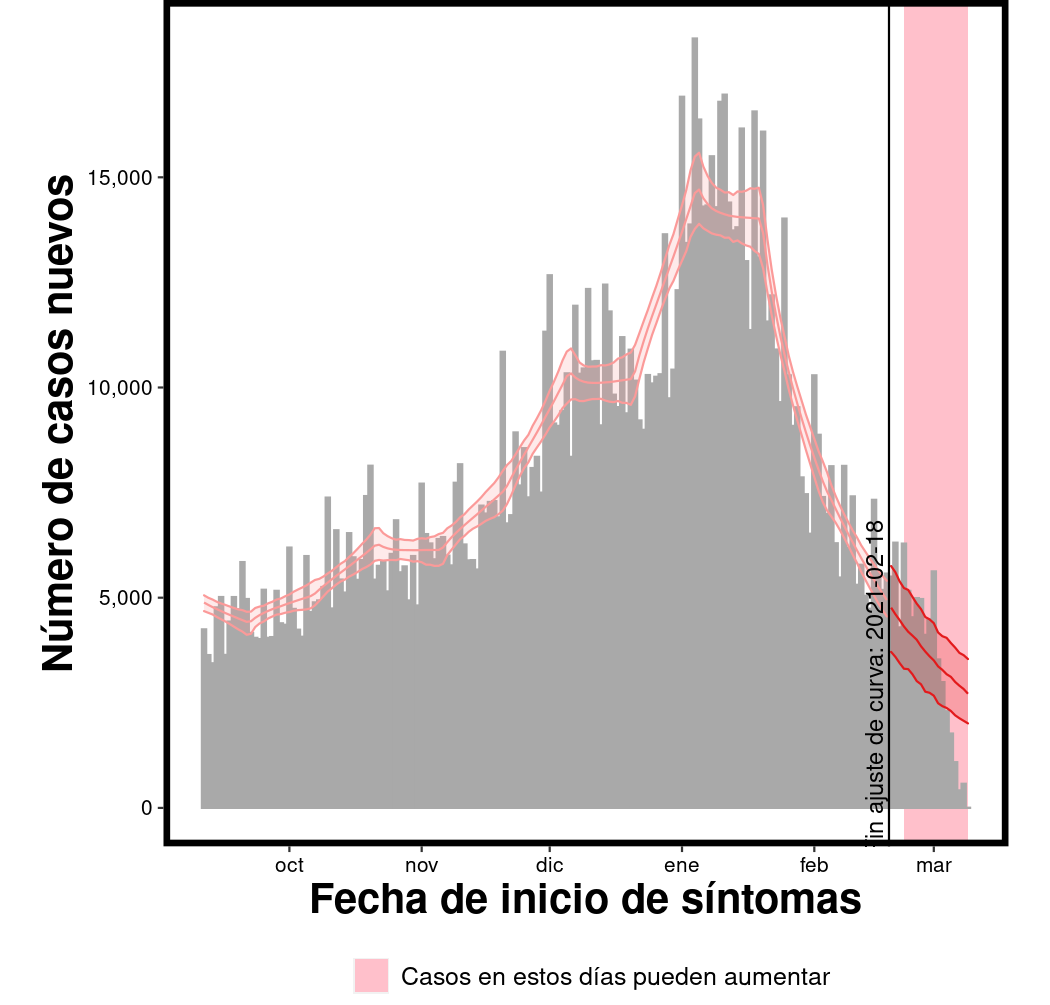 Número de casos nuevos
15,000
10,000
5,000
0
in ajuste de curva: 2021-02-18
oct nov dic ene feb mar
Fecha de inicio de síntomas
Casos en estos días pueden aumentar